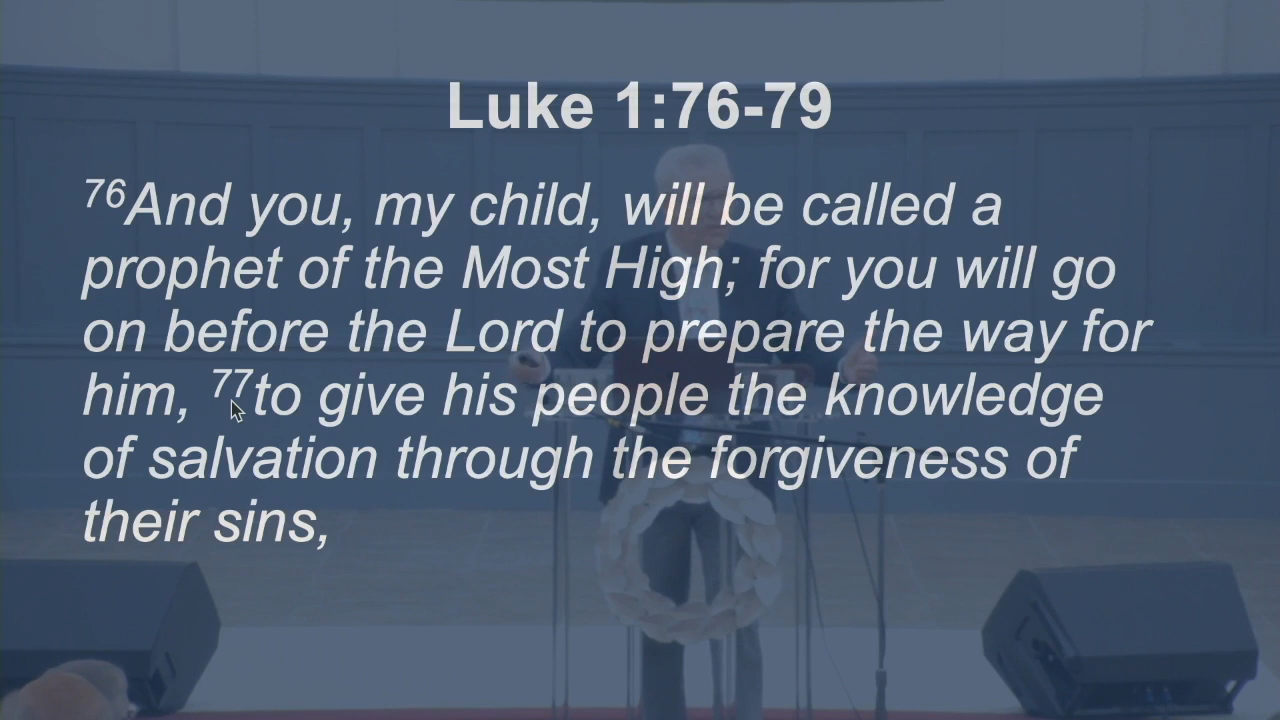 Luke 1:76-79
76And you, my child, will be called a
prophet of the Most High; for you will go
on before the Lord to prepare the way for
him, 77to give his people the knowledge
of salvation through the forgiveness of
their sins,